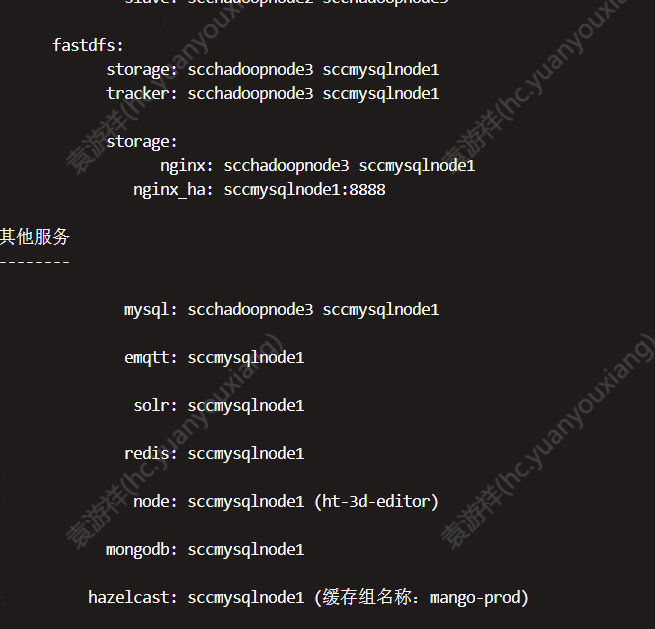 slave: scchadoopnode2 scchadoopnode3
fastdfs:
storage: scchadoopnode3 sccmysqlnode1
tracker: scchadoopnode3 sccmysqlnode1
storage:
nginx: scchadoopnode3 sccmysqlnode1
nginx_ha: sccmysqlnode1:8888
其他服务
--------
mysql: scchadoopnode3 sccmysqlnode1
emqtt: sccmysqlnode1
solr: sccmysqlnode1
redis: sccmysqlnode1
node: sccmysqlnode1 (ht-3d-editor)
mongodb: sccmysqlnode1
hazelcast: sccmysqlnode1 (缓存组名称：mango-prod)
袁游祥(hc.yuanyouxiang)
袁游祥(hc.yuanyouxiang)
袁游祥(hc.yuanyouxiang)
袁游祥(hc.yuanyouxiang)